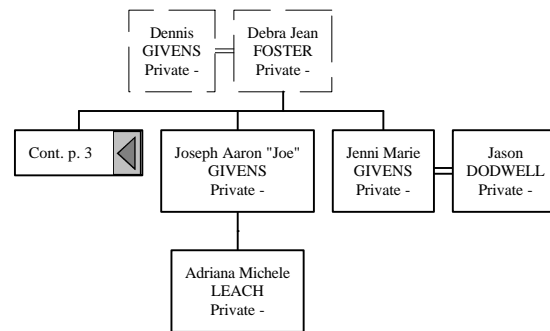 Dennis
GIVENS
Private -
Debra Jean
FOSTER
Private -
Cont. p. 3
Joseph Aaron "Joe"
GIVENS
Private -
Jenni Marie
GIVENS
Private -
Jason
DODWELL
Private -
Adriana Michele
LEACH
Private -